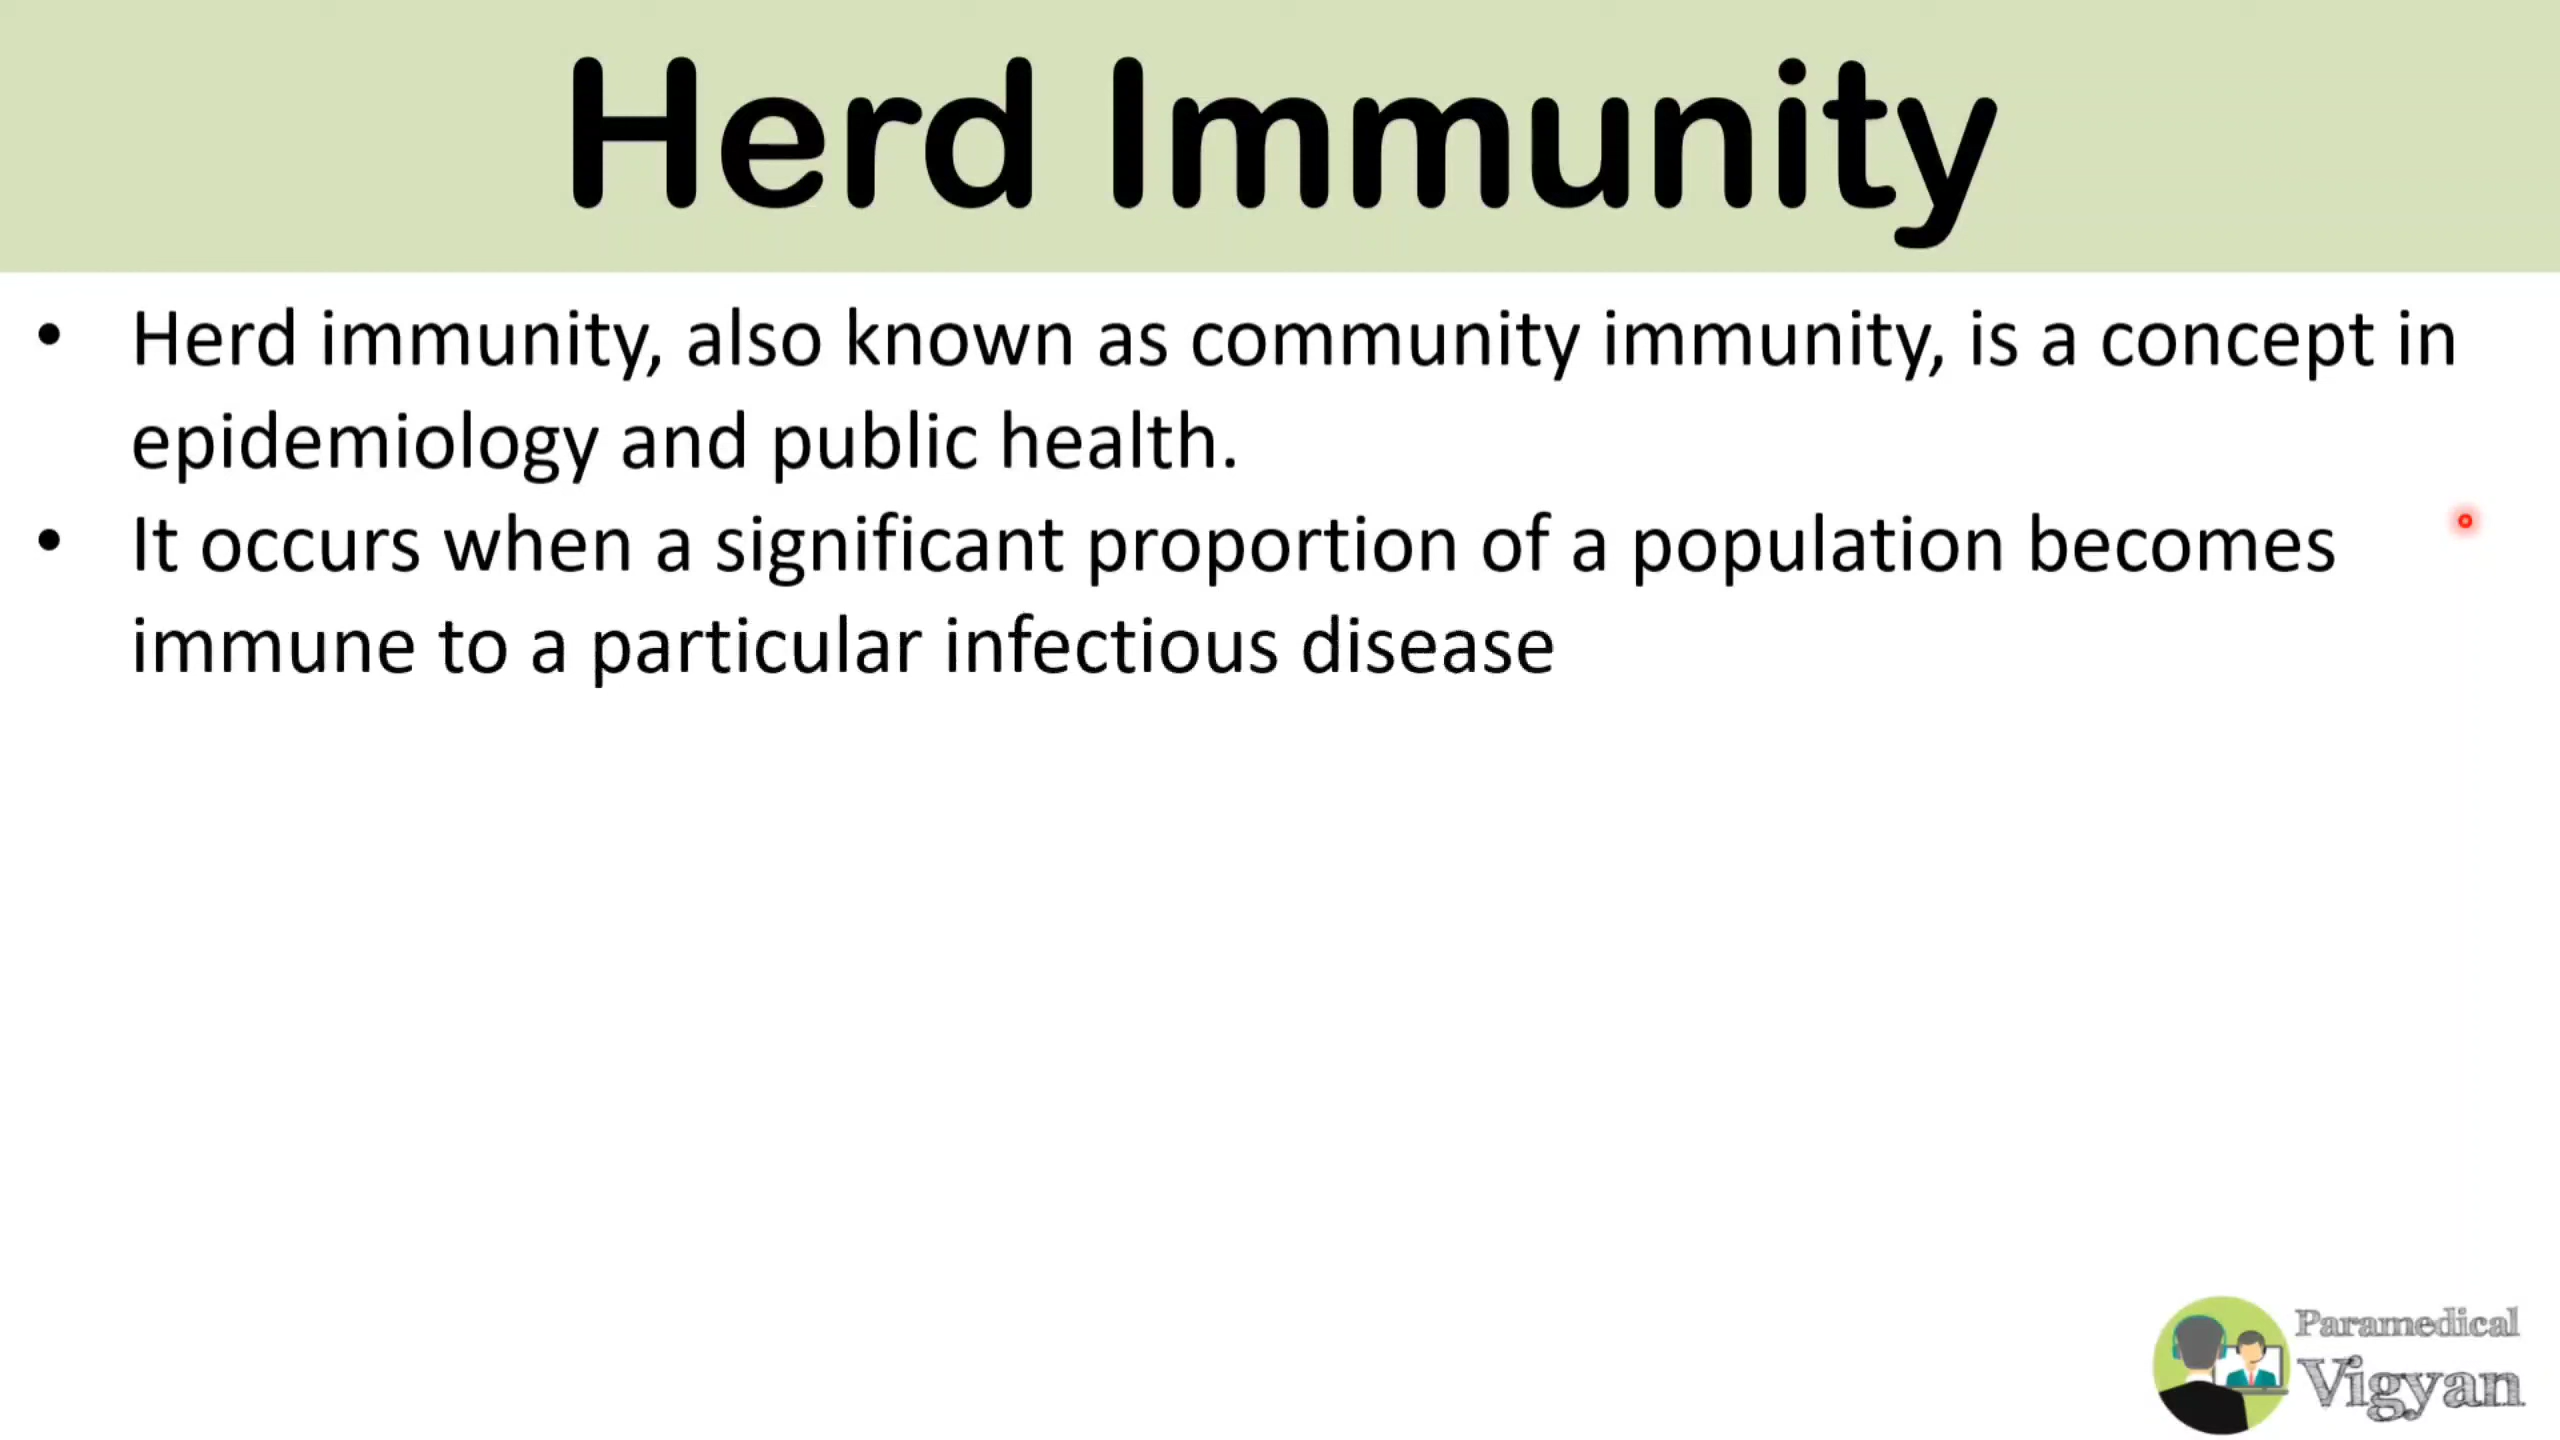 Herd Immunity
• Herd immunity, also known as community immunity, is a concept in
epidemiology and public health.
• It occurs when a significant proportion of a population becomes
immune to a particular infectious disease
Paramedical
Vigyan